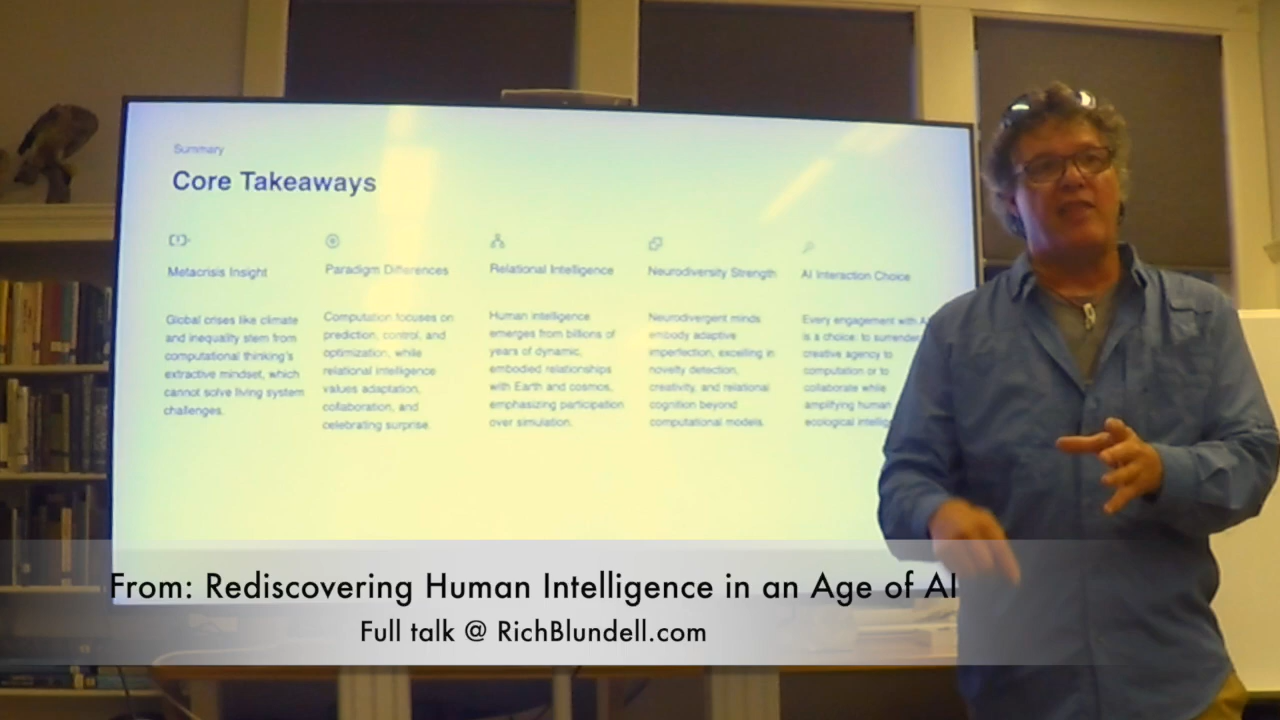 Summary
Core Takeaways
Metacrisis Insight
Global crises like climate
and inequality stem from
computational thinking's
extractive mindset, which
cannot solve living system
challenges.
Paradigm Differences
Computation focuses on
prediction, control, and
optimization, while
relational intelligence
values adaptation,
collaboration, and
celebrating surprise.
Relational Intelligence
Human intelligence
emerges from billions of
years of dynamic,
embodied relationships
with Earth and cosmos,
emphasizing participation
over simulation.
Neurodiversity Strength
Neurodivergent minds
embody adaptive
imperfection, excelling in
novelty detection,
creativity, and relational
cognition beyond
computational models.
AI Interaction Choice
Every engagement with
is a choice: to surrender
creative agency to
computation or to
collaborate while
amplifying human
ecological
From: Rediscovering Human Intelligence in an Age of AI
Full talk @ RichBlundell.com